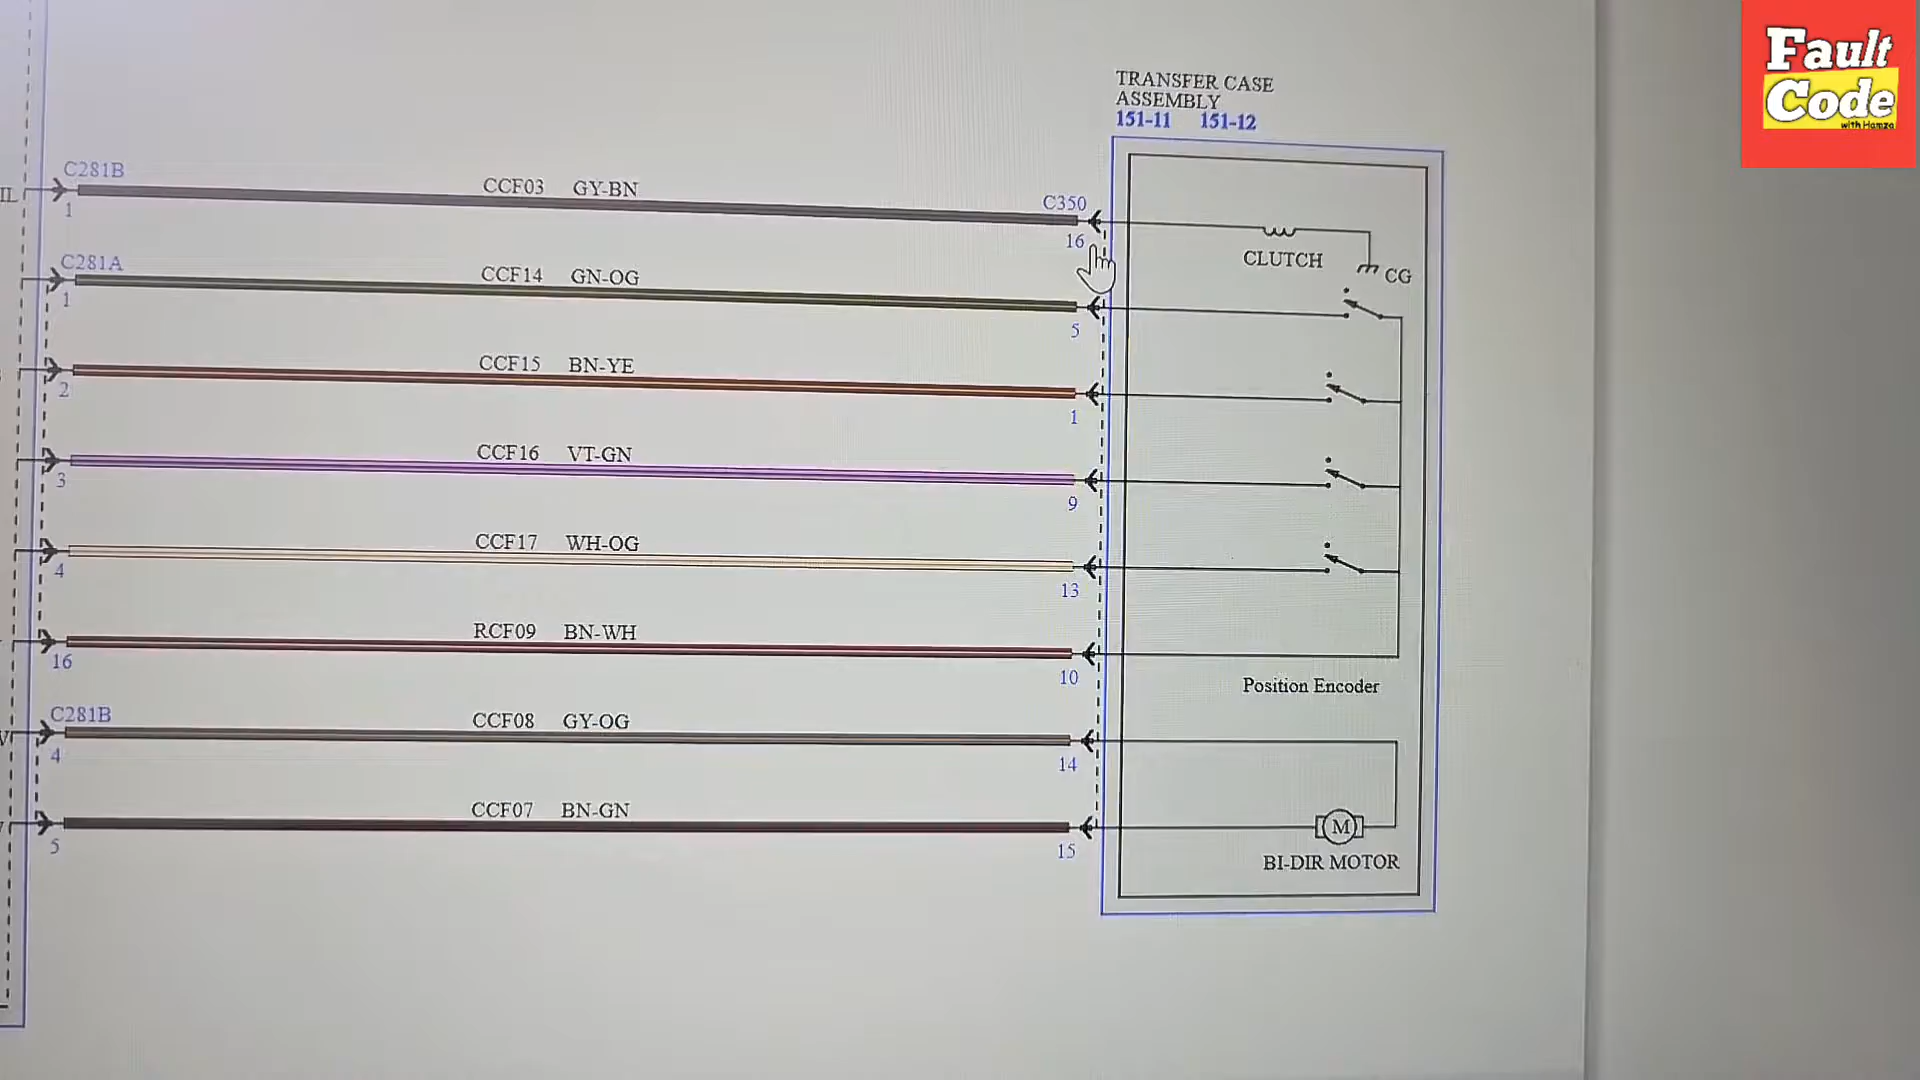 Fault
Code
with Hamza
TRANSFER CASE
ASSEMBLY
151-11 151-12
C281B
CCF03 GY-BN
C350
IL
1
16
CLUTCH
CG
C281A
CCF14 GN-OG
1
5
CCF15 BN-YE
2
1
CCF16 VT-GN
3
9
CCF17 WH-OG
4
13
RCF09 BN-WH
16
10
Position Encoder
C281B
CCF08 GY-OG
4
14
CCF07 BN-GN
5
15
M
BI-DIR MOTOR